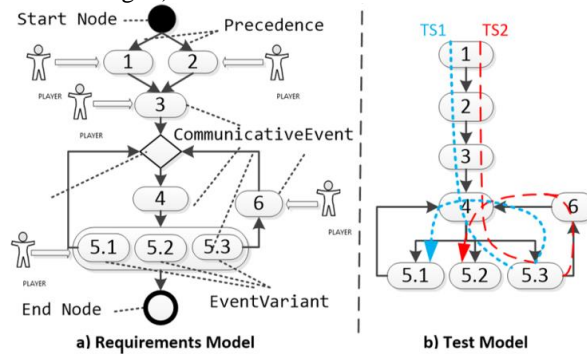 Start Node
Precedence
1
2
PLAYER
PLAYER
3
PLAYER
CommunicativeEvent
4
6
PLAYER
5.1
5.2
5.3
PLAYER
End Node
EventVariant
a) Requirements Model
TS1
TS2
1
2
3
4
6
5.1
5.2
5.3
b) Test Model